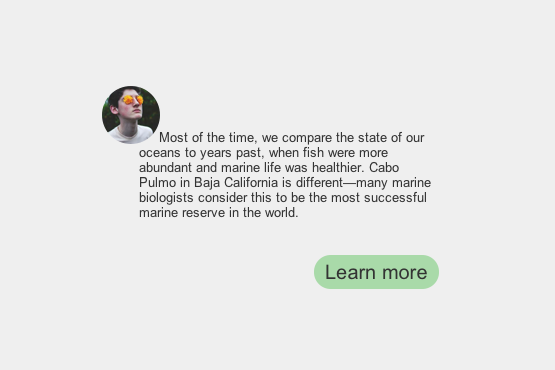 Most of the time, we compare the state of our
oceans to years past, when fish were more
abundant and marine life was healthier. Cabo
Pulmo in Baja California is different—many marine
biologists consider this to be the most successful
marine reserve in the world.
Learn more